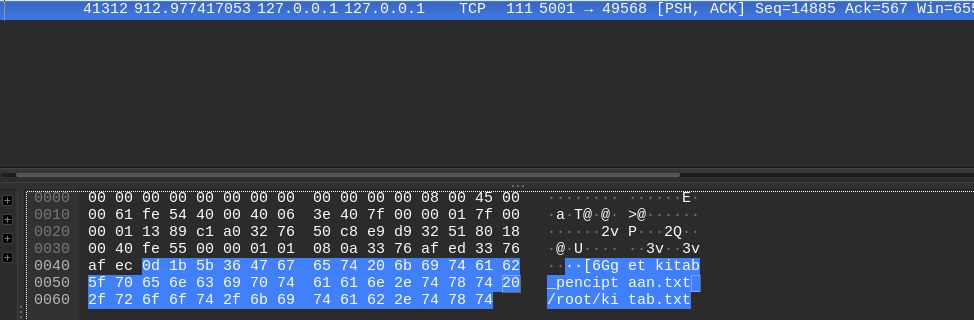 41312 912.977417053 127.0.0.1 127.0.0.1 TCP 111 5001 → 49568 [PSH, ACK] Seq=14885 Ack=567 Win=655
0000 00 00 00 00 00 00 00 00 00 00 00 00 08 00 45 00 ········ ······E·
0010 00 61 fe 54 40 00 40 06 3e 40 7f 00 00 01 7f 00 ·a·T@·@· >@······
0020 00 01 13 89 c1 a0 32 76 50 c8 e9 d9 32 51 80 18 ······2v P···2Q··
0030 00 40 fe 55 00 00 01 01 08 0a 33 76 af ed 33 76 ·@·U···· ··3v··3v
0040 af ec 0d 1b 5b 36 47 67 65 74 20 6b 69 74 61 62 ····[6Gg et kitab
0050 5f 70 65 6e 63 69 70 74 61 61 6e 2e 74 78 74 20 _pencipt aan.txt
0060 2f 72 6f 6f 74 2f 6b 69 74 61 62 2e 74 78 74 /root/ki tab.txt